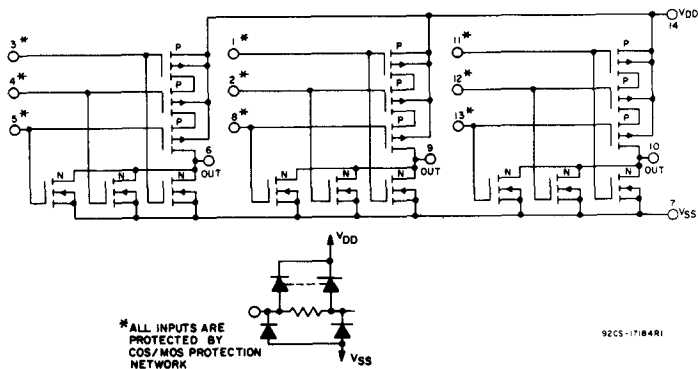 3*
4*
5*
P
P
P
6
OUT
N
N
N
1*
2*
8*
P
P
P
9
OUT
N
N
N
11*
12*
13*
P
P
P
10
OUT
N
N
N
VDD
14
7
VSS
VDD
VSS
*ALL INPUTS ARE
PROTECTED BY
COS/MOS PROTECTION
NETWORK
92CS-17184R1